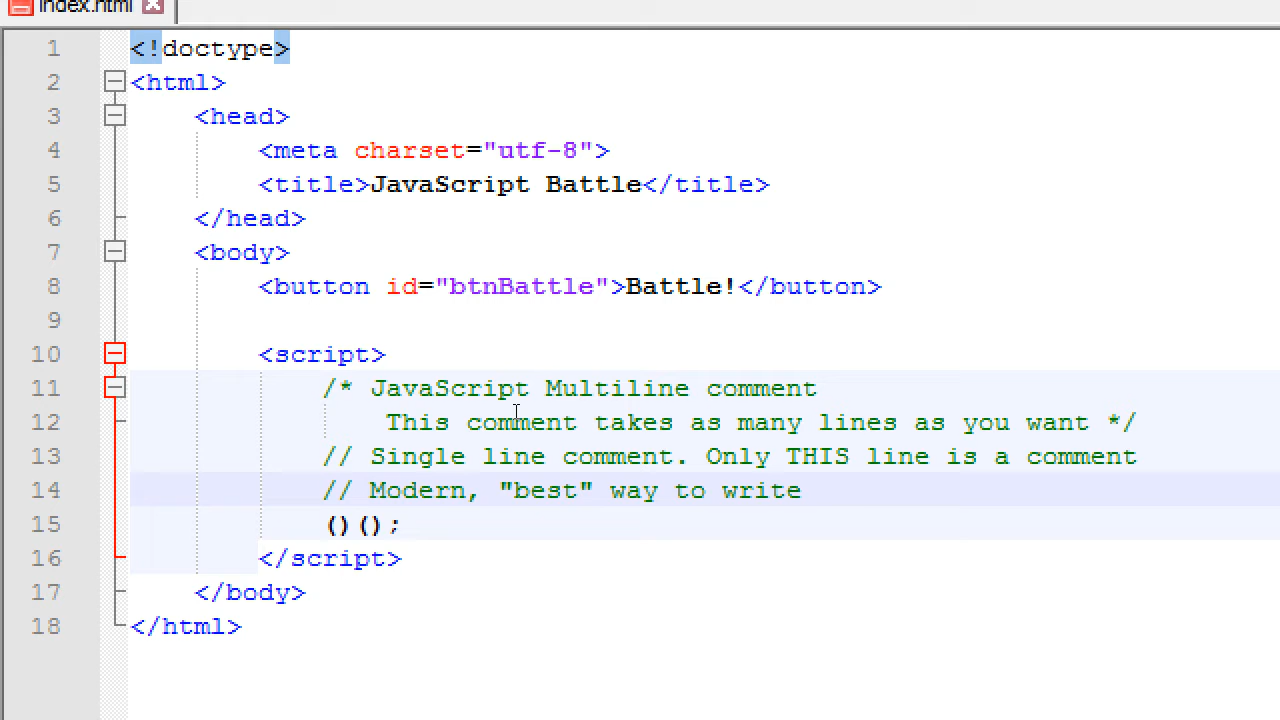 index.html
1 <!doctype>
2 <html>
3 <head>
4 <meta charset="utf-8">
5 <title>JavaScript Battle</title>
6 </head>
7 <body>
8 <button id="btnBattle">Battle!</button>
9
10 <script>
11 /* JavaScript Multiline comment
12 This comment takes as many lines as you want */
13 // Single line comment. Only THIS line is a comment
14 // Modern, "best" way to write
15 ()();
16 </script>
17 </body>
18 </html>